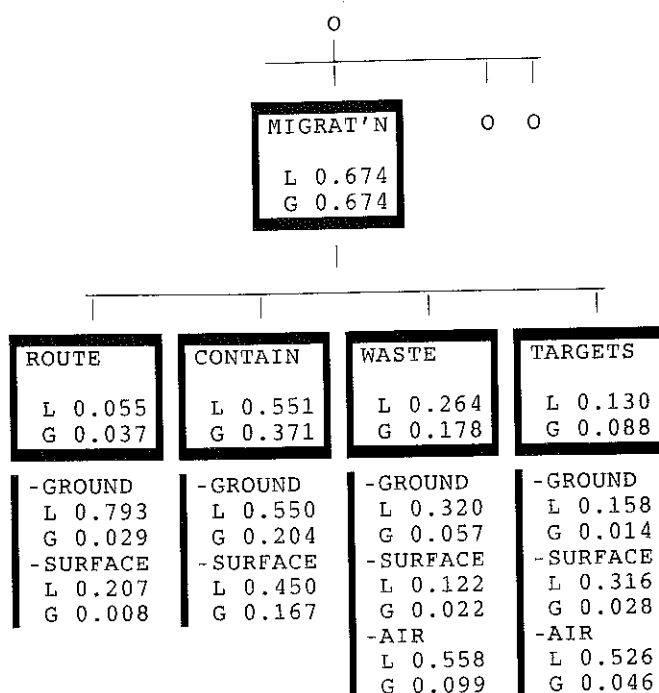 O
MIGRAT'N
O O
L 0.674
G 0.674
ROUTE
L 0.055
G 0.037
-GROUND
L 0.793
G 0.029
-SURFACE
L 0.207
G 0.008
CONTAIN
L 0.551
G 0.371
-GROUND
L 0.550
G 0.204
-SURFACE
L 0.450
G 0.167
WASTE
L 0.264
G 0.178
-GROUND
L 0.320
G 0.057
-SURFACE
L 0.122
G 0.022
-AIR
L 0.558
G 0.099
TARGETS
L 0.130
G 0.088
-GROUND
L 0.158
G 0.014
-SURFACE
L 0.316
G 0.028
-AIR
L 0.526
G 0.046